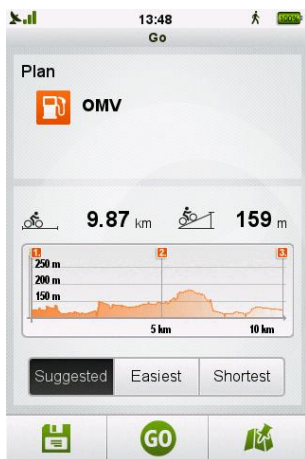 13:48
100%
Go
Plan
OMV
9.87 km 159 m
1. 2. 3.
250 m
200 m
150 m
5 km 10 km
Suggested Easiest Shortest
GO